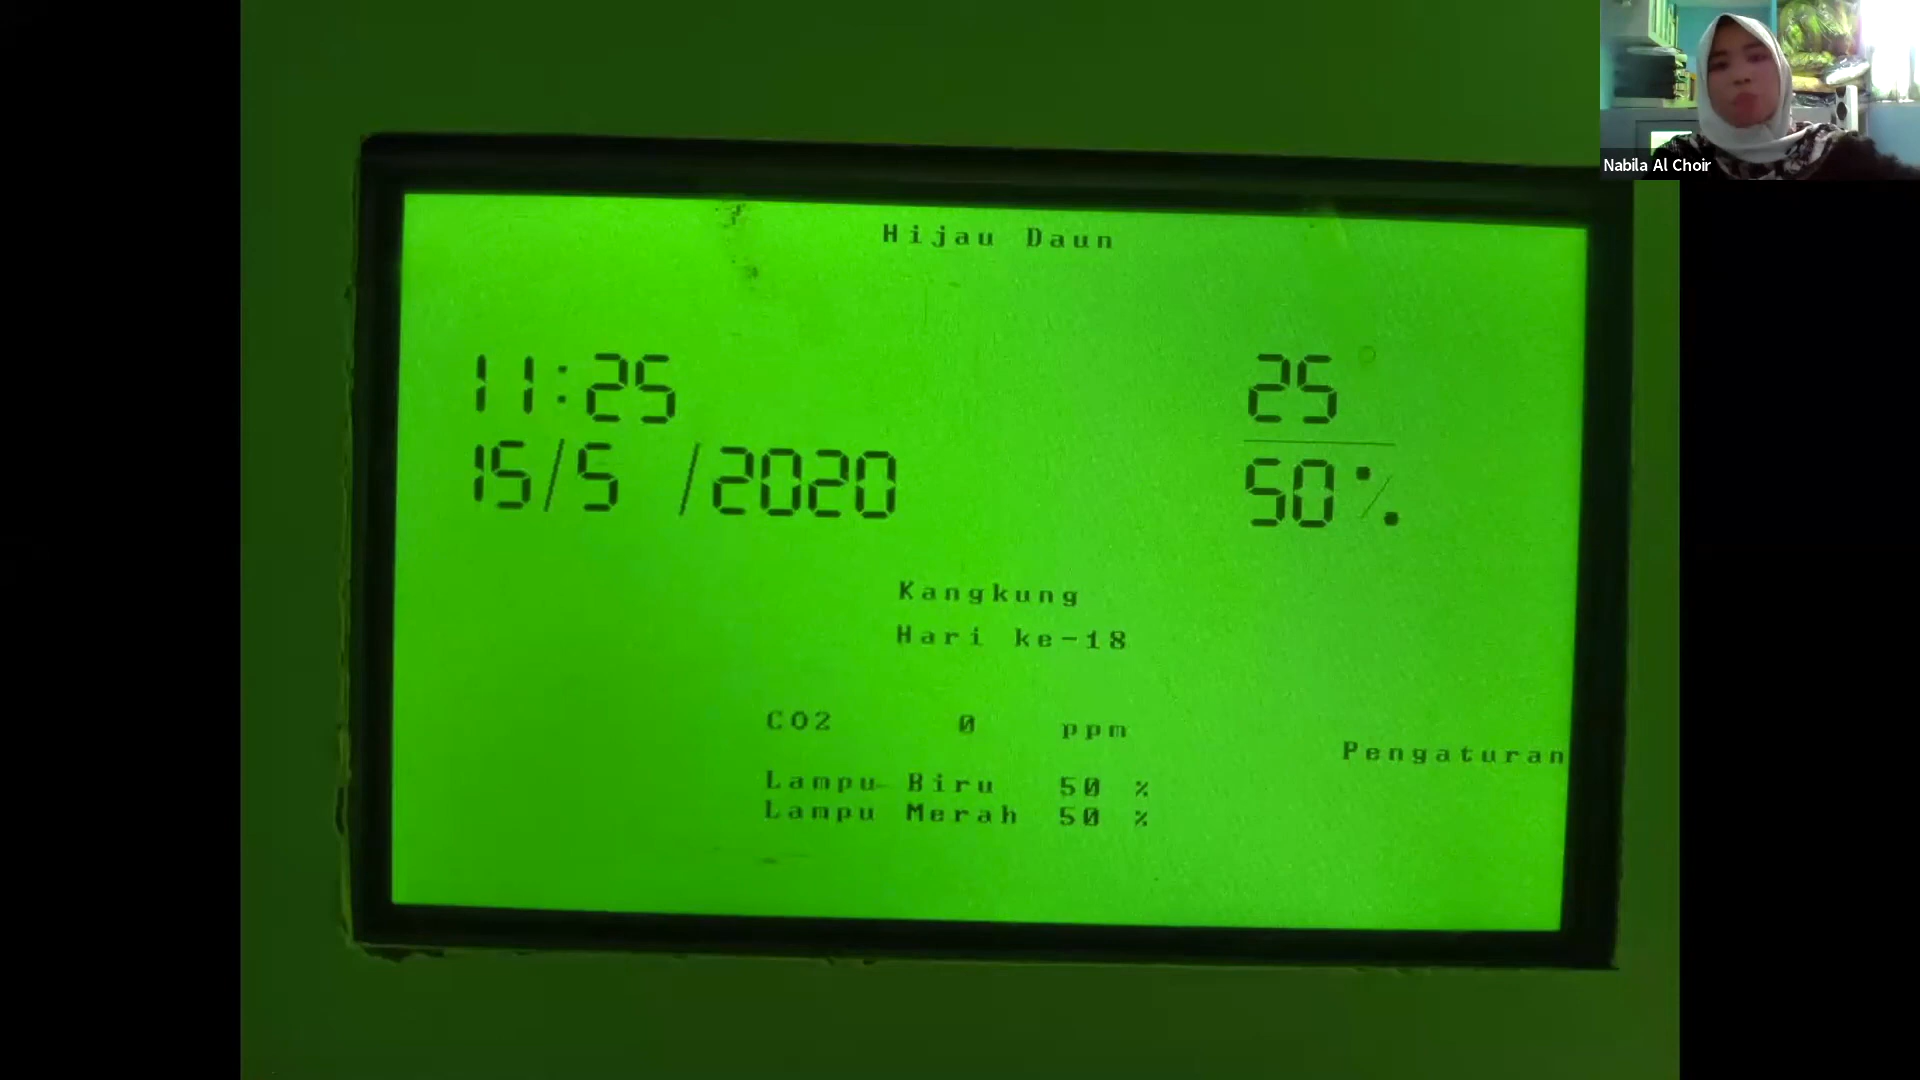 Nabila Al Choir
Hijau Daun
11:25
25 °
15/5 /2020
50%
Kangkung
Hari ke-18
CO2 0 ppm
Pengaturan
Lampu Biru 50 %
Lampu Merah 50 %